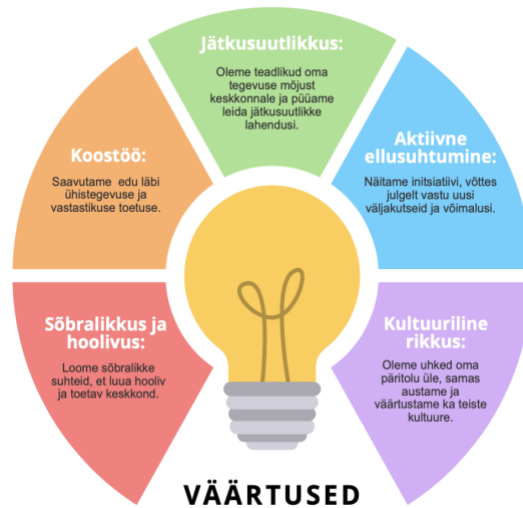 Jätkusuutlikkus:
Oleme teadlikud oma
tegevuse mõjust
keskkonnale ja püüame
leida jätkusuutlikke
lahendusi.
Koostöö:
Saavutame edu läbi
ühistegevuse ja
vastastikuse toetuse.
Aktiivne
ellusuhtumine:
Näitame initsiatiivi, võttes
julgelt vastu uusi
väljakutseid ja võimalusi.
Sõbralikkus ja
hoolivus:
Loome sõbralikke
suhteid, et luua hooliv
ja toetav keskkond.
Kultuuriline
rikkus:
Oleme uhked oma
päritolu üle, samas
austame ja
väärtustame ka teiste
kultuure.
VÄÄRTUSED